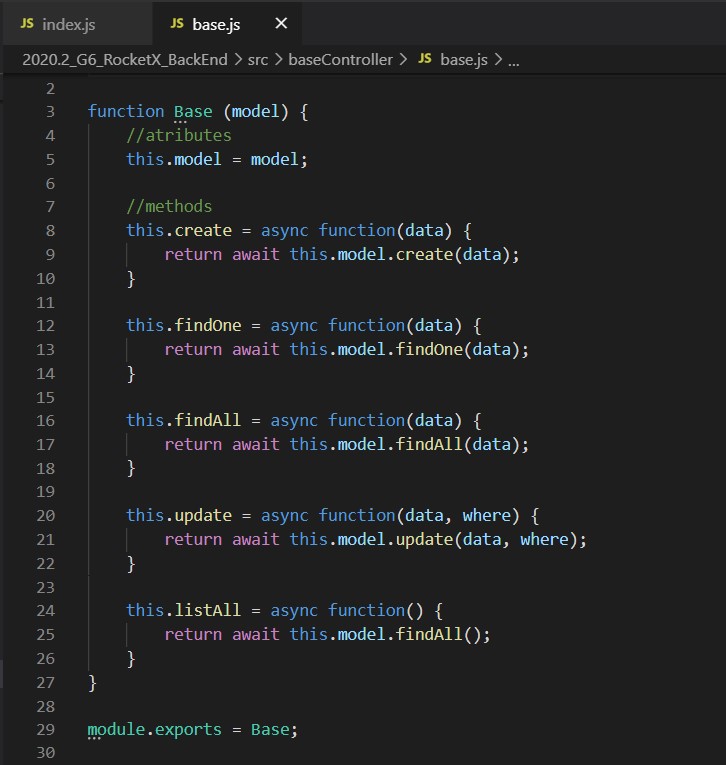 JS index.js JS base.js ×
2020.2_G6_RocketX_BackEnd > src > baseController > JS base.js > ...
2
3 function Base (model) {
4 //atributes
5 this.model = model;
6
7 //methods
8 this.create = async function(data) {
9 return await this.model.create(data);
10 }
11
12 this.findOne = async function(data) {
13 return await this.model.findOne(data);
14 }
15
16 this.findAll = async function(data) {
17 return await this.model.findAll(data);
18 }
19
20 this.update = async function(data, where) {
21 return await this.model.update(data, where);
22 }
23
24 this.listAll = async function() {
25 return await this.model.findAll();
26 }
27 }
28
29 module.exports = Base;
30